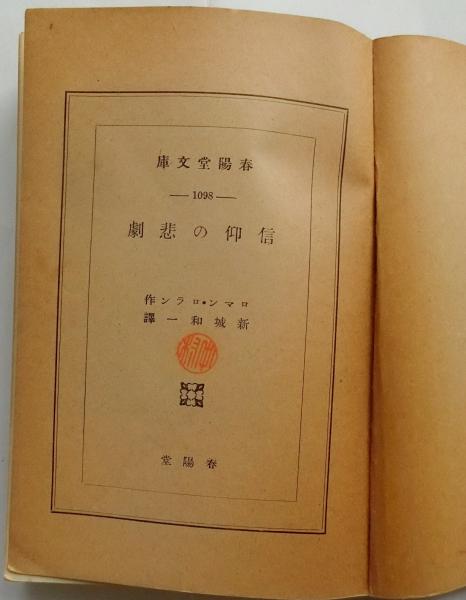 春陽堂文庫
— 1098 —
信仰の悲劇
ロマン・ロラン作
新城和一譯
春陽堂